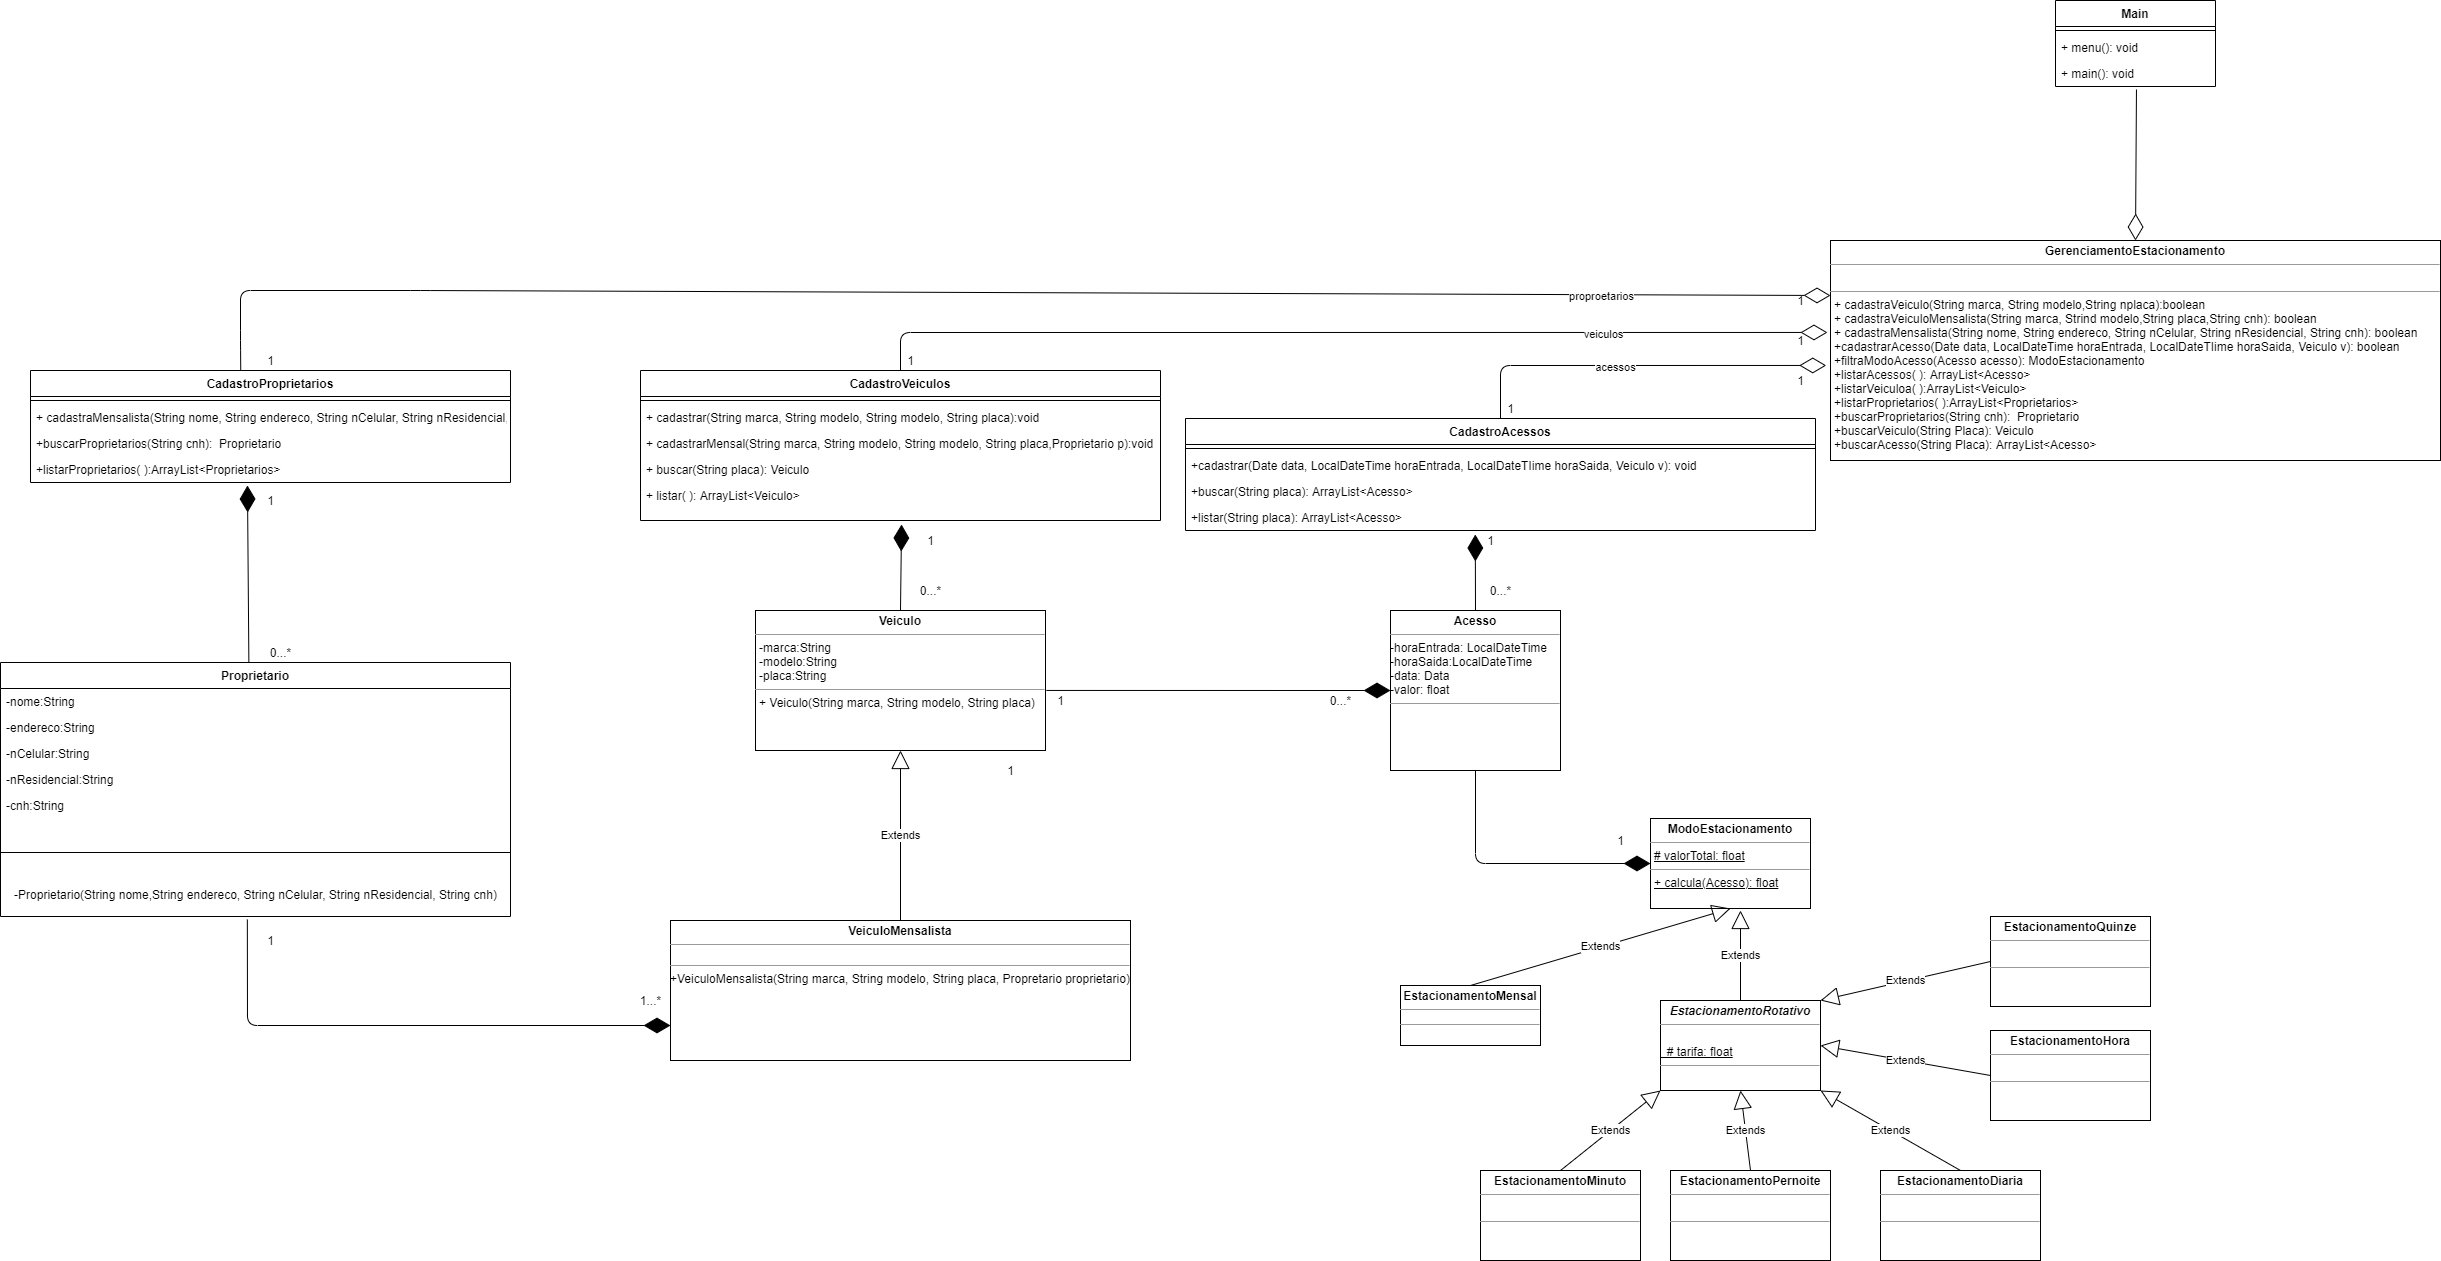 Main
+ menu(): void
+ main(): void
GerenciamentoEstacionamento
+ cadastraVeiculo(String marca, String modelo,String nplaca):boolean
+ cadastraVeiculoMensalista(String marca, Strind modelo,String placa,String cnh): boolean
+ cadastraMensalista(String nome, String endereco, String nCelular, String nResidencial, String cnh): boolean
+cadastrarAcesso(Date data, LocalDateTime horaEntrada, LocalDateTIime horaSaida, Veiculo v): boolean
+filtraModoAcesso(Acesso acesso): ModoEstacionamento
+listarAcessos( ): ArrayList<Acesso>
+listarVeiculoa( ):ArrayList<Veiculo>
+listarProprietarios( ):ArrayList<Proprietarios>
+buscarProprietarios(String cnh):  Proprietario
+buscarVeiculo(String Placa): Veiculo
+buscarAcesso(String Placa): ArrayList<Acesso>
proproetarios
1
1
veiculos
1
1
acessos
1
1
CadastroProprietarios
+ cadastraMensalista(String nome, String endereco, String nCelular, String nResidencial
+buscarProprietarios(String cnh):  Proprietario
+listarProprietarios( ):ArrayList<Proprietarios>
1
0...*
CadastroVeiculos
+ cadastrar(String marca, String modelo, String modelo, String placa):void
+ cadastrarMensal(String marca, String modelo, String modelo, String placa,Proprietario p):void
+ buscar(String placa): Veiculo
+ listar( ): ArrayList<Veiculo>
1
0...*
CadastroAcessos
+cadastrar(Date data, LocalDateTime horaEntrada, LocalDateTIime horaSaida, Veiculo v): void
+buscar(String placa): ArrayList<Acesso>
+listar(String placa): ArrayList<Acesso>
1
0...*
Proprietario
-nome:String
-endereco:String
-nCelular:String
-nResidencial:String
-cnh:String
-Proprietario(String nome,String endereco, String nCelular, String nResidencial, String cnh)
1
1...*
Veiculo
-marca:String
-modelo:String
-placa:String
+ Veiculo(String marca, String modelo, String placa)
1
0...*
1
Extends
Acesso
-horaEntrada: LocalDateTime
-horaSaida:LocalDateTime
-data: Data
-valor: float
VeiculoMensalista
+VeiculoMensalista(String marca, String modelo, String placa, Propretario proprietario)
1
ModoEstacionamento
# valorTotal: float
+ calcula(Acesso): float
Extends
Extends
EstacionamentoMensal
EstacionamentoRotativo
# tarifa: float
Extends
EstacionamentoQuinze
Extends
EstacionamentoHora
Extends
Extends
Extends
EstacionamentoMinuto
EstacionamentoPernoite
EstacionamentoDiaria